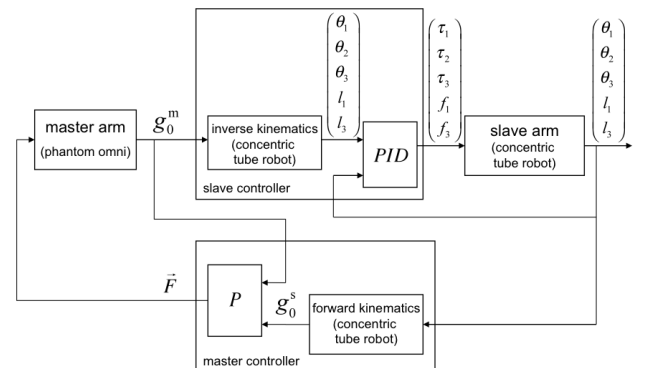 θ1
θ2
θ3
l1
l3
τ1
τ2
τ3
f1
f3
θ1
θ2
θ3
l1
l3
master arm
(phantom omni)
g0m
inverse kinematics
(concentric
tube robot)
PID
slave controller
slave arm
(concentric
tube robot)
F⃗
P
g0s
forward kinematics
(concentric
tube robot)
master controller